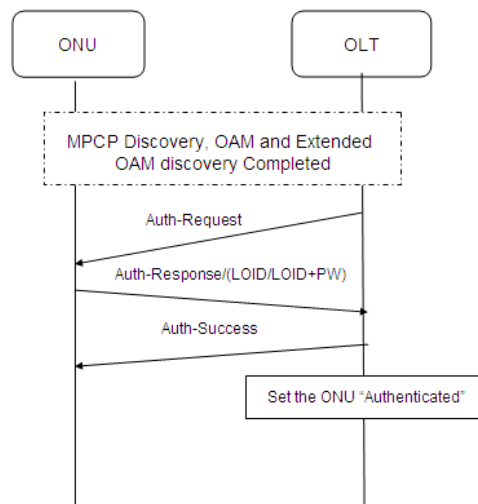 ONU
OLT
MPCP Discovery, OAM and Extended
OAM discovery Completed
Auth-Request
Auth-Response/(LOID/LOID+PW)
Auth-Success
Set the ONU “Authenticated”